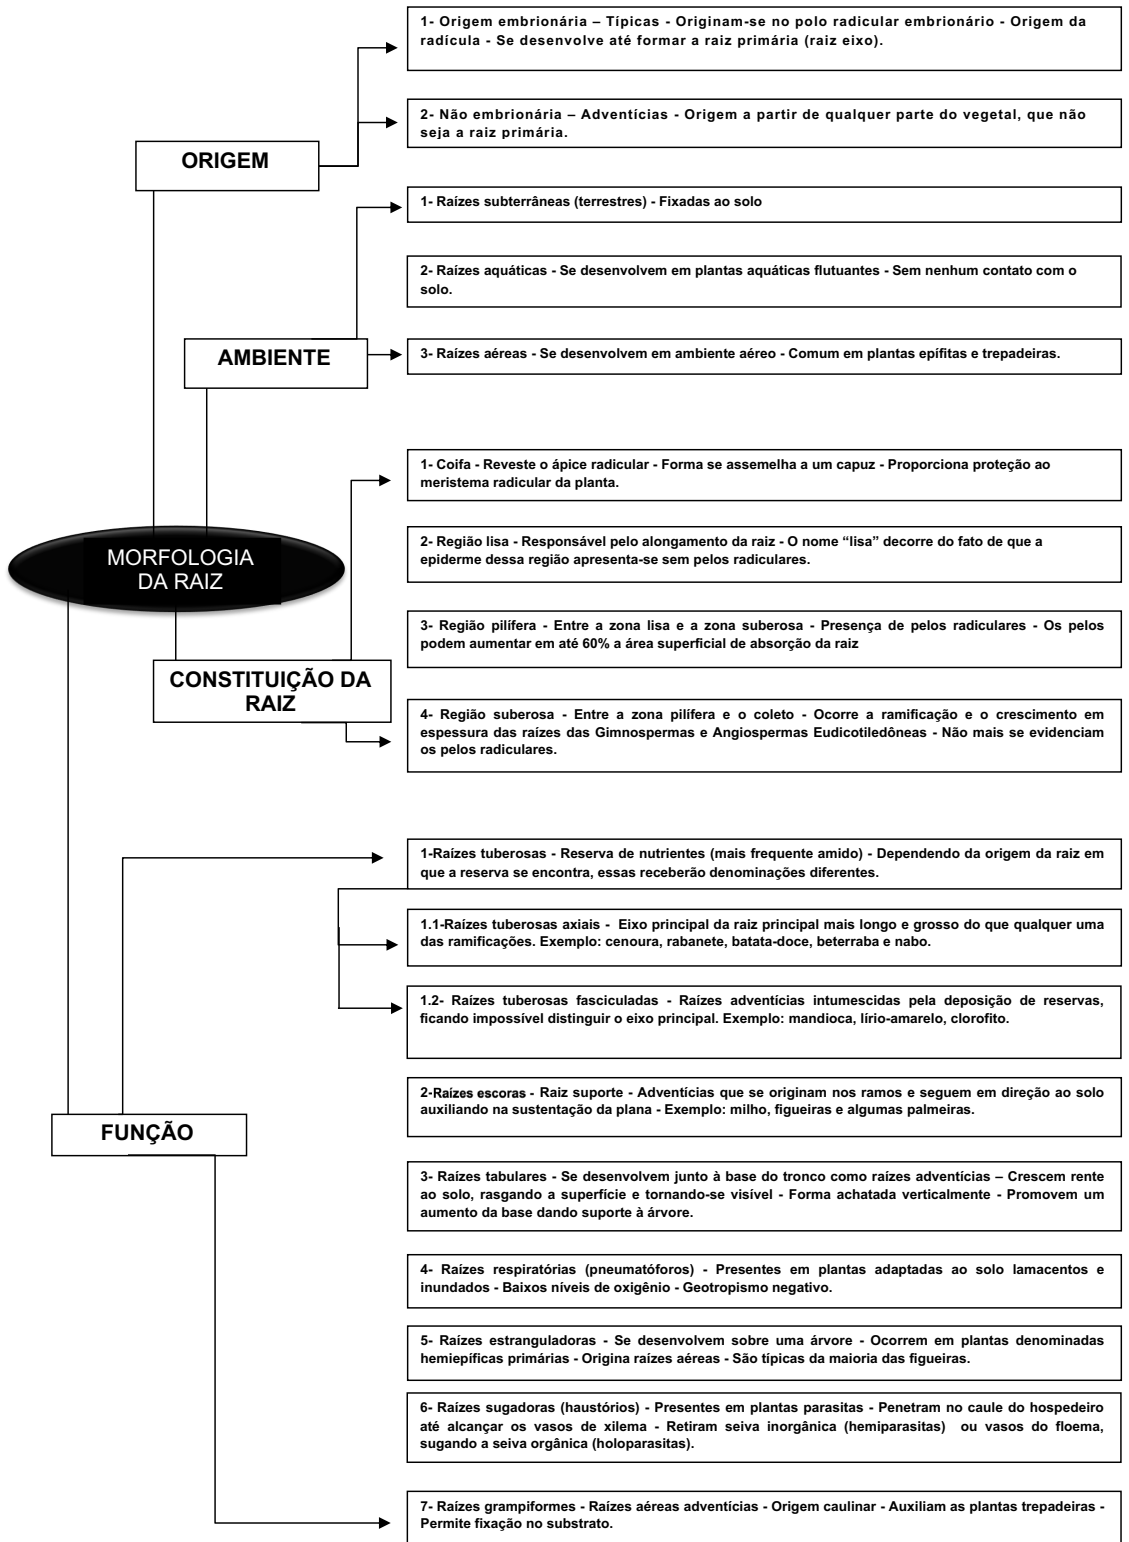 1- Origem embrionária – Típicas - Originam-se no polo radicular embrionário - Origem da
radícula - Se desenvolve até formar a raiz primária (raiz eixo).
2- Não embrionária – Adventícias - Origem a partir de qualquer parte do vegetal, que não
seja a raiz primária.
ORIGEM
1- Raízes subterrâneas (terrestres) - Fixadas ao solo
2- Raízes aquáticas - Se desenvolvem em plantas aquáticas flutuantes - Sem nenhum contato com o
solo.
AMBIENTE
3- Raízes aéreas - Se desenvolvem em ambiente aéreo - Comum em plantas epífitas e trepadeiras.
1- Coifa - Reveste o ápice radicular - Forma se assemelha a um capuz - Proporciona proteção ao
meristema radicular da planta.
2- Região lisa - Responsável pelo alongamento da raiz - O nome “lisa” decorre do fato de que a
epiderme dessa região apresenta-se sem pelos radiculares.
MORFOLOGIA
DA RAIZ
3- Região pilífera - Entre a zona lisa e a zona suberosa - Presença de pelos radiculares - Os pelos
podem aumentar em até 60% a área superficial de absorção da raiz
CONSTITUIÇÃO DA
RAIZ
4- Região suberosa - Entre a zona pilífera e o coleto - Ocorre a ramificação e o crescimento em
espessura das raízes das Gimnospermas e Angiospermas Eudicotiledôneas - Não mais se evidenciam
os pelos radiculares.
1-Raízes tuberosas - Reserva de nutrientes (mais frequente amido) - Dependendo da origem da raiz em
que a reserva se encontra, essas receberão denominações diferentes.
1.1-Raízes tuberosas axiais - Eixo principal da raiz principal mais longo e grosso do que qualquer uma
das ramificações. Exemplo: cenoura, rabanete, batata-doce, beterraba e nabo.
1.2- Raízes tuberosas fasciculadas - Raízes adventícias intumescidas pela deposição de reservas,
ficando impossível distinguir o eixo principal. Exemplo: mandioca, lírio-amarelo, clorofito.
2-Raízes escoras - Raiz suporte - Adventícias que se originam nos ramos e seguem em direção ao solo
auxiliando na sustentação da plana - Exemplo: milho, figueiras e algumas palmeiras.
FUNÇÃO
3- Raízes tabulares - Se desenvolvem junto à base do tronco como raízes adventícias – Crescem rente
ao solo, rasgando a superfície e tornando-se visível - Forma achatada verticalmente - Promovem um
aumento da base dando suporte à árvore.
4- Raízes respiratórias (pneumatóforos) - Presentes em plantas adaptadas ao solo lamacentos e
inundados - Baixos níveis de oxigênio - Geotropismo negativo.
5- Raízes estranguladoras - Se desenvolvem sobre uma árvore - Ocorrem em plantas denominadas
hemiepíficas primárias - Origina raízes aéreas - São típicas da maioria das figueiras.
6- Raízes sugadoras (haustórios) - Presentes em plantas parasitas - Penetram no caule do hospedeiro
até alcançar os vasos de xilema - Retiram seiva inorgânica (hemiparasitas) ou vasos do floema,
sugando a seiva orgânica (holoparasitas).
7- Raízes grampiformes - Raízes aéreas adventícias - Origem caulinar - Auxiliam as plantas trepadeiras -
Permite fixação no substrato.